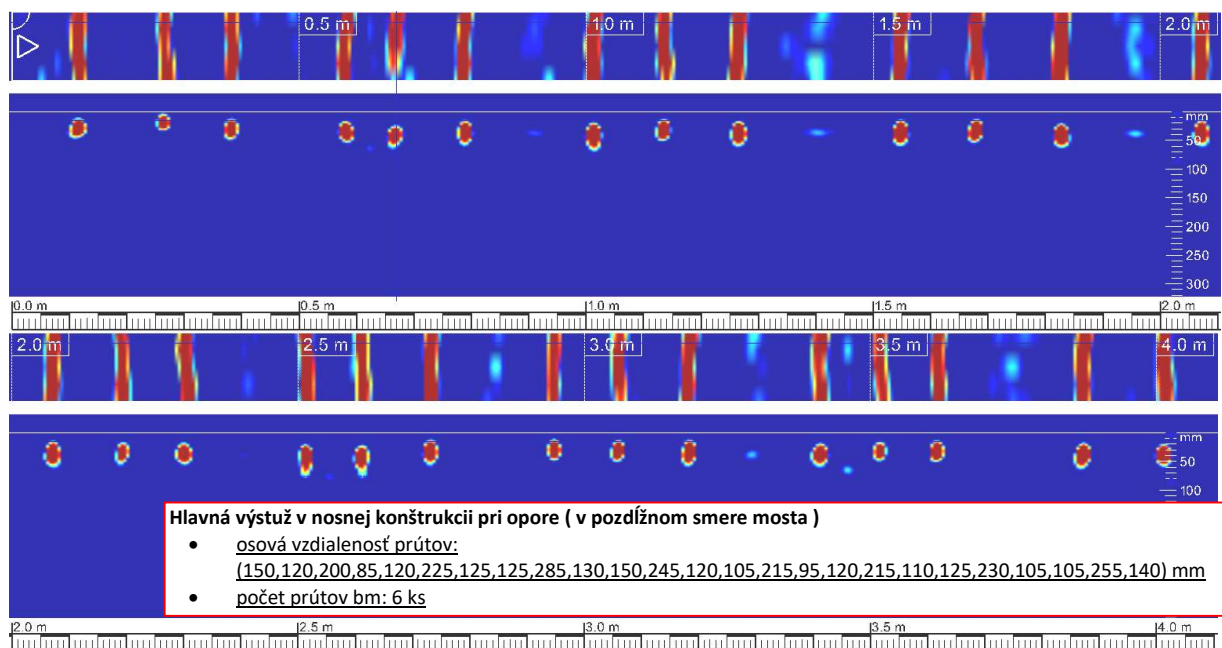 0.5 m 1.0 m 1.5 m 2.0 m
mm
50
100
150
200
250
300
0.0 m 0.5 m 1.0 m 1.5 m 2.0 m
2.0 m 2.5 m 3.0 m 3.5 m 4.0 m
mm
50
100
Hlavná výstuž v nosnej konštrukcii pri opore ( v pozdĺžnom smere mosta )
• osová vzdialenosť prútov:
(150,120,200,85,120,225,125,125,285,130,150,245,120,105,215,95,120,215,110,125,230,105,105,255,140) mm
• počet prútov bm: 6 ks
2.0 m 2.5 m 3.0 m 3.5 m 4.0 m